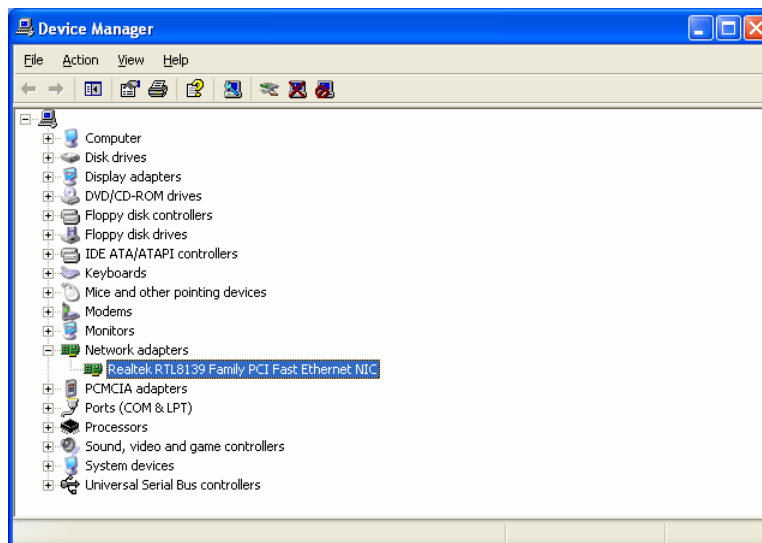 Device Manager
File Action View Help
Computer
Disk drives
Display adapters
DVD/CD-ROM drives
Floppy disk controllers
Floppy disk drives
IDE ATA/ATAPI controllers
Keyboards
Mice and other pointing devices
Modems
Monitors
Network adapters
Realtek RTL8139 Family PCI Fast Ethernet NIC
PCMCIA adapters
Ports (COM & LPT)
Processors
Sound, video and game controllers
System devices
Universal Serial Bus controllers